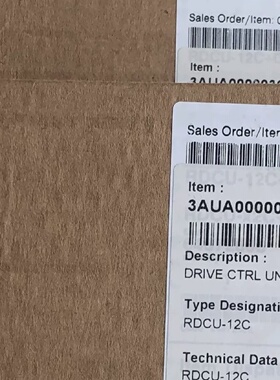 Sales Order/Item:
Item :
3AUA000003
Sales Order/Item
Item :
3AUA00000
Description :
DRIVE CTRL UN
Type Designati
RDCU-12C
Technical Data
RDCU-12C